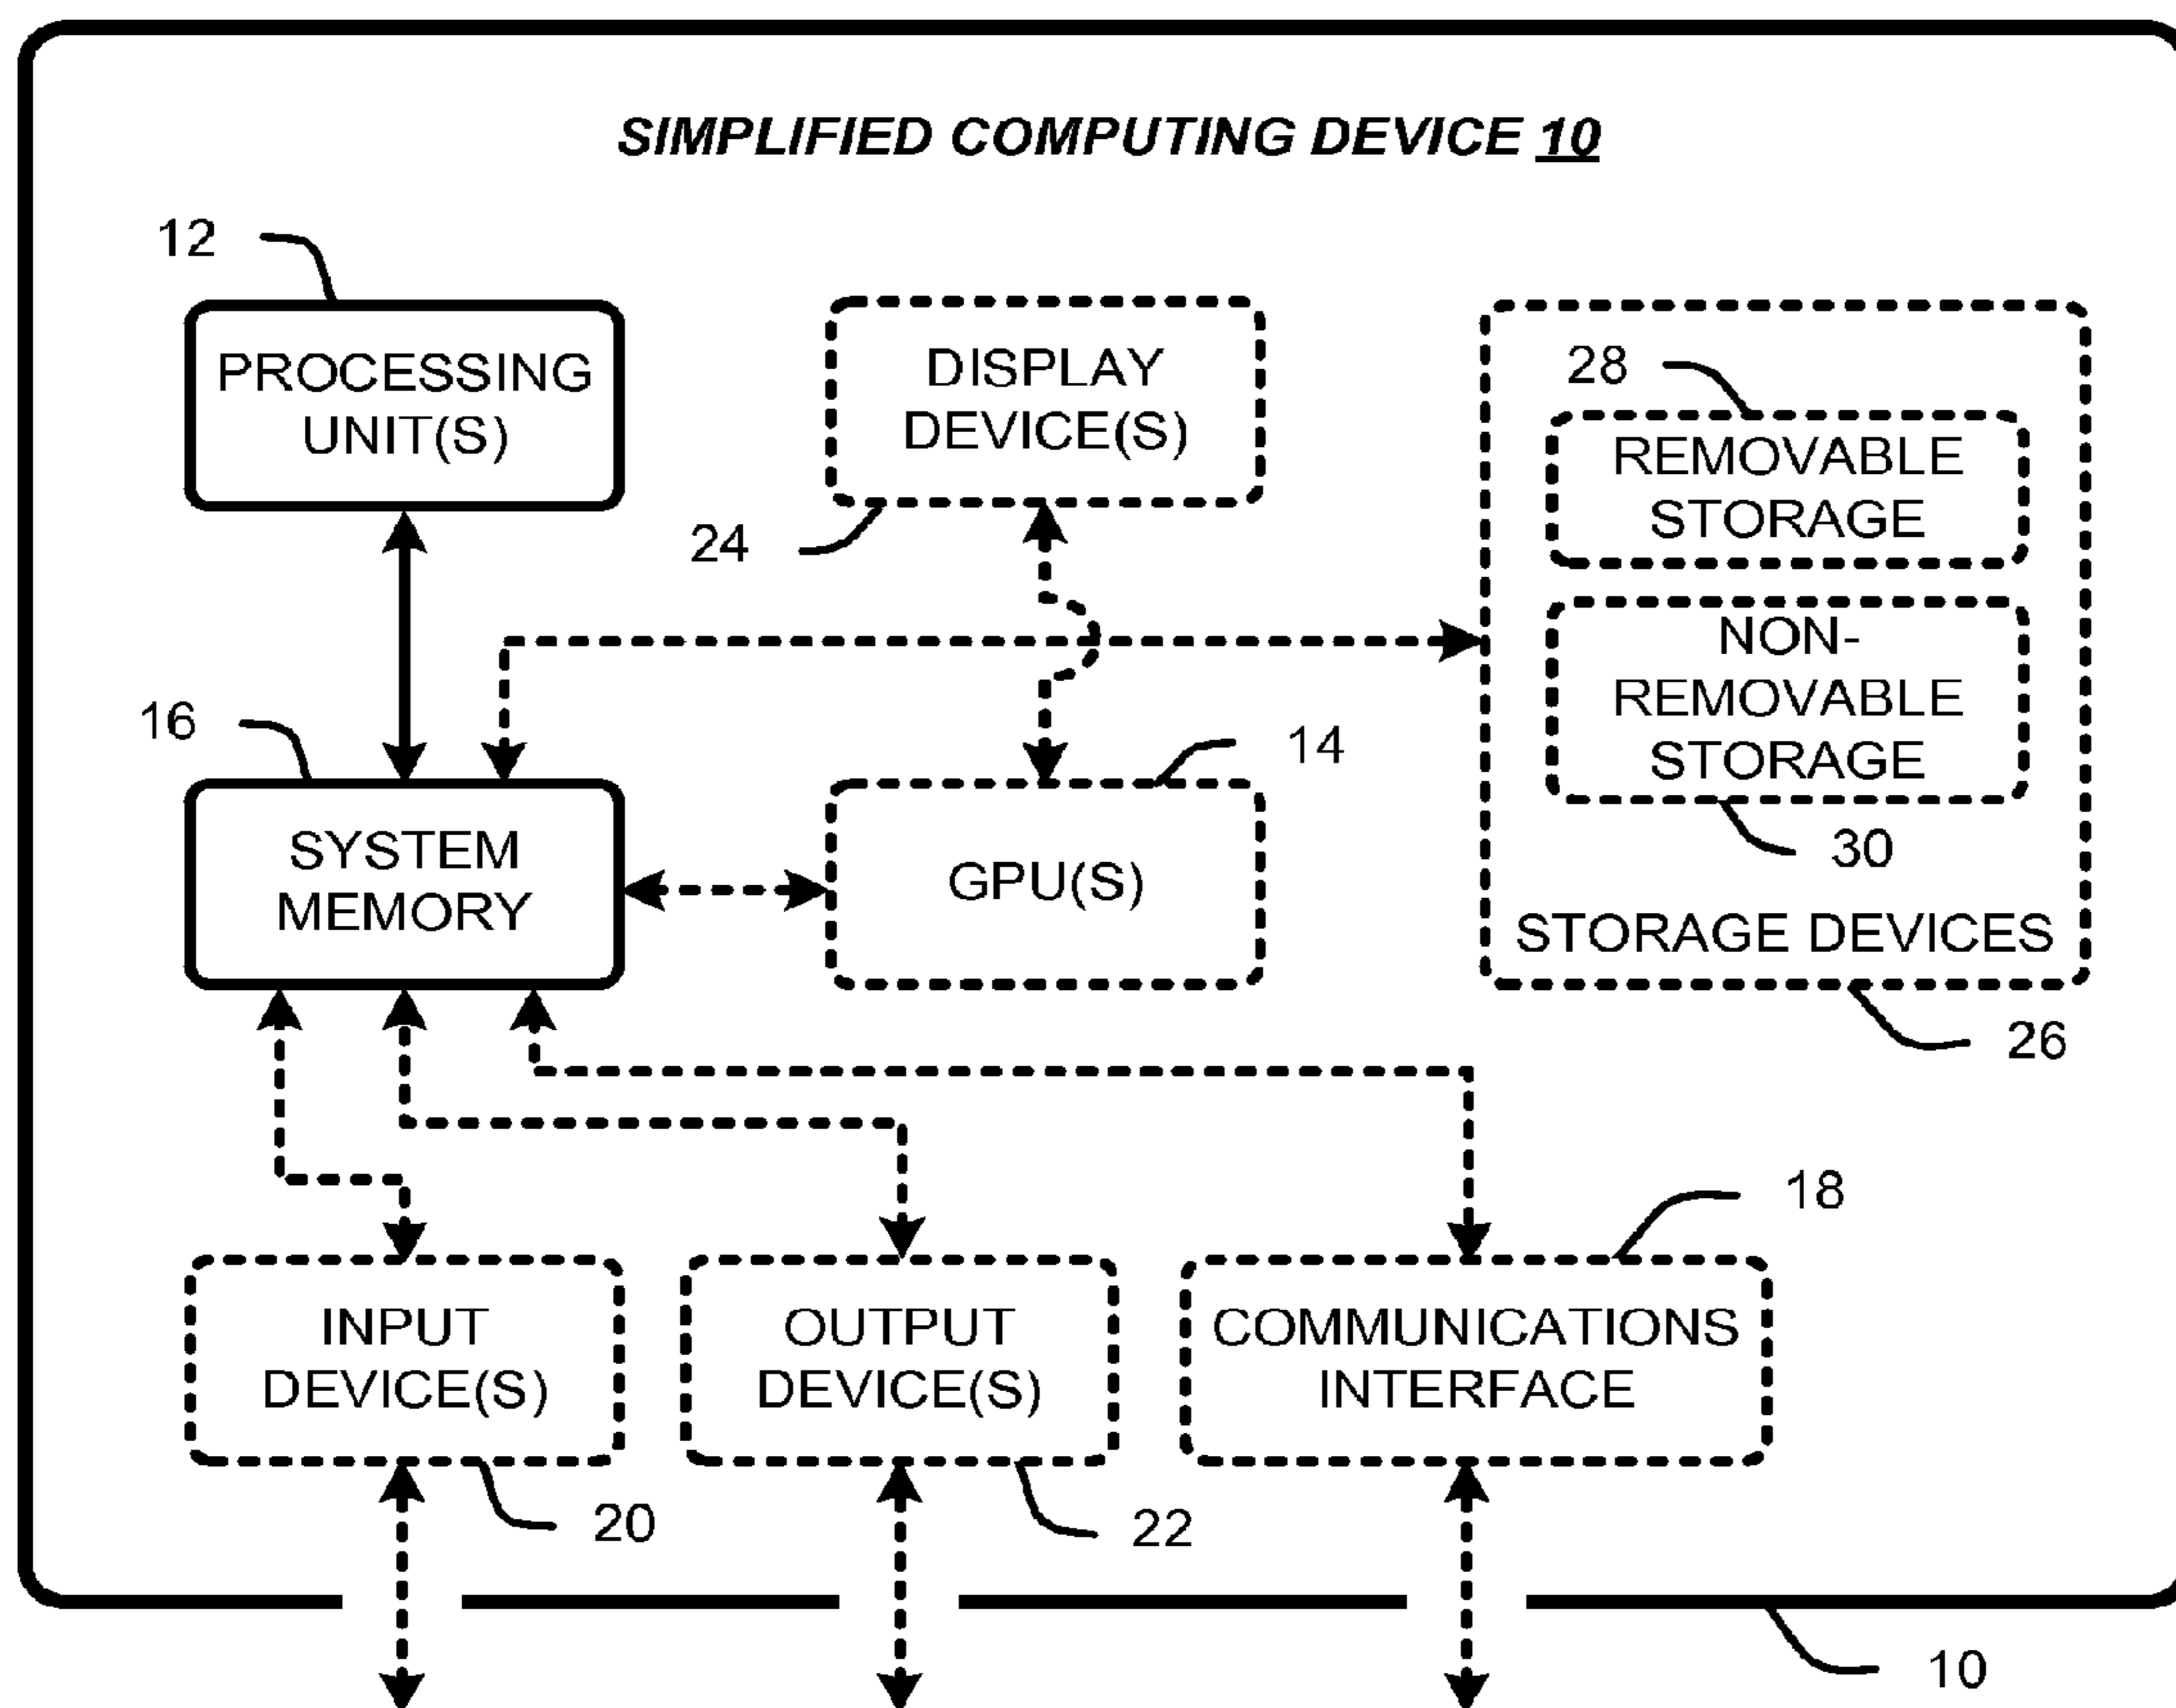 SIMPLIFIED COMPUTING DEVICE 10
12
PROCESSING
UNIT(S)
DISPLAY
DEVICE(S)
24
28
REMOVABLE
STORAGE
NON-
REMOVABLE
STORAGE
30
STORAGE DEVICES
26
16
SYSTEM
MEMORY
14
GPU(S)
18
INPUT
DEVICE(S)
20
OUTPUT
DEVICE(S)
22
COMMUNICATIONS
INTERFACE
10